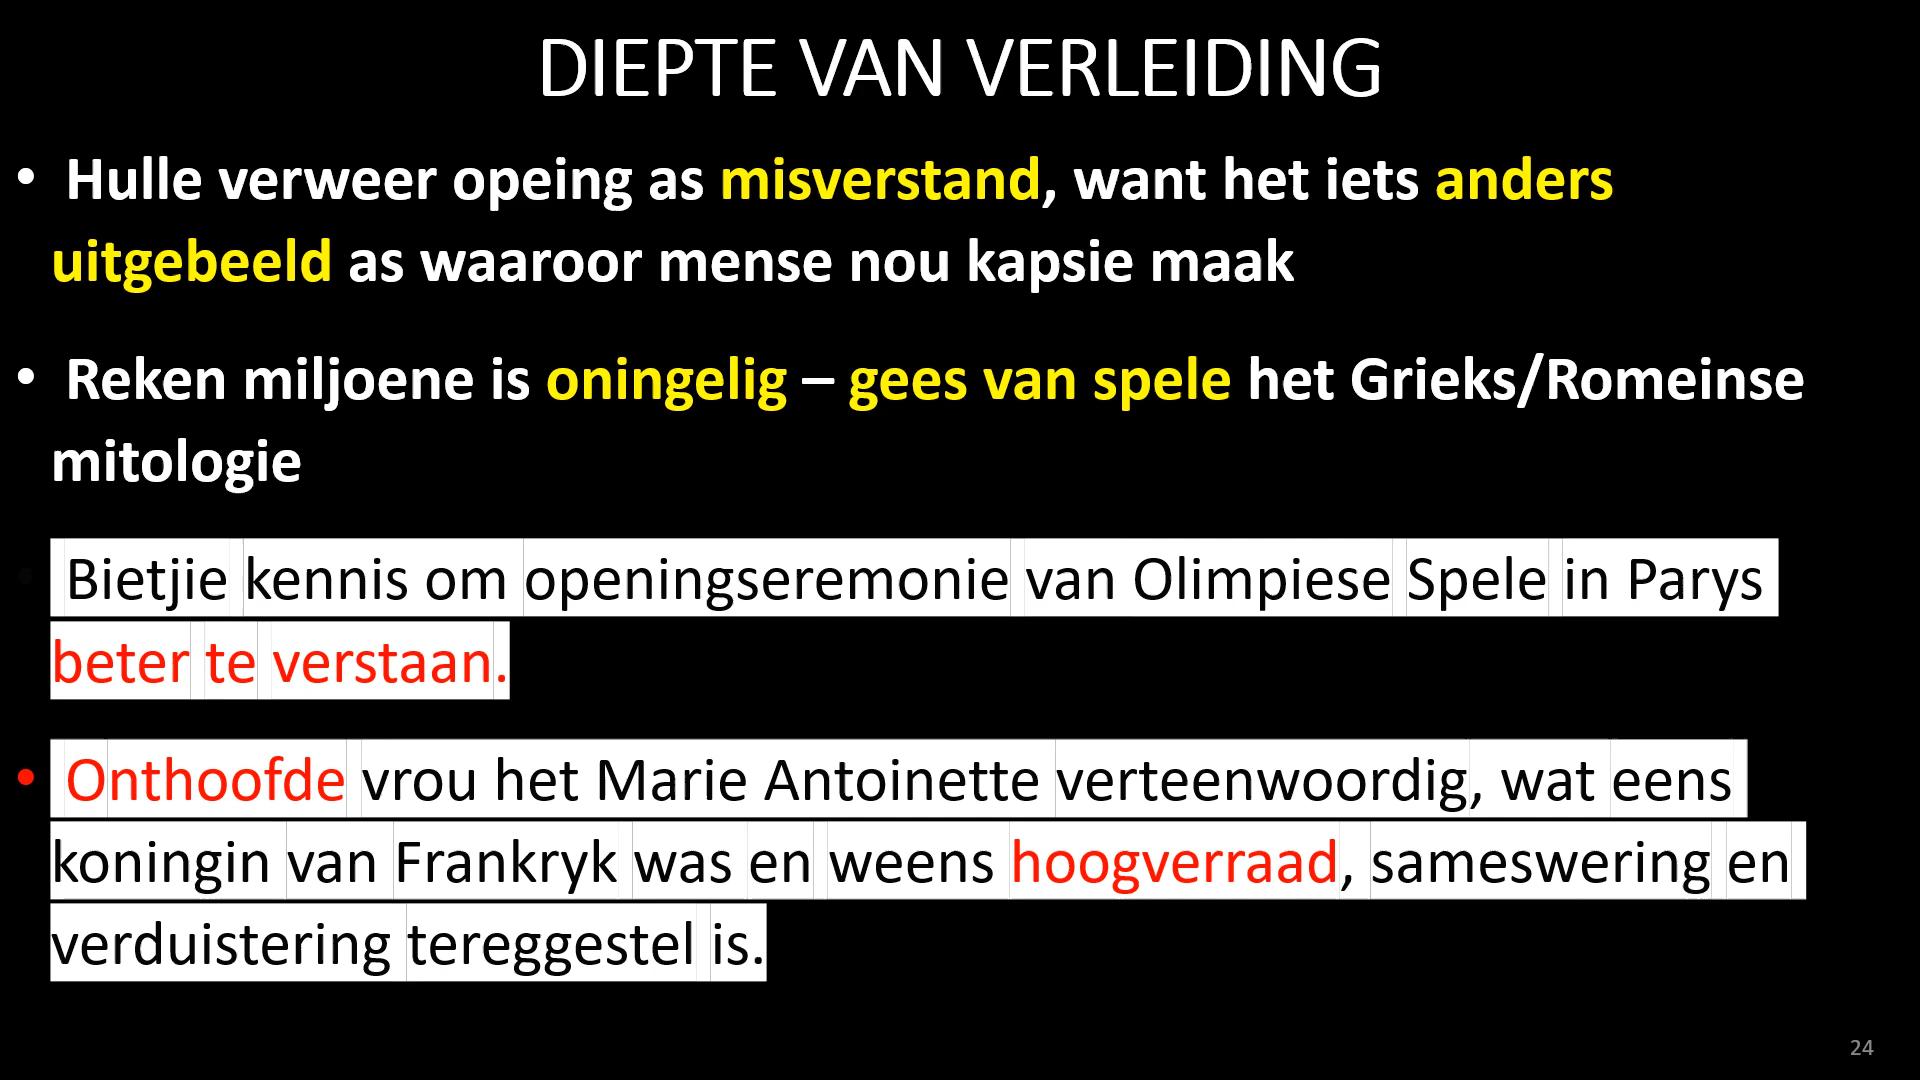 DIEPTE VAN VERLEIDING
• Hulle verweer opeing as misverstand, want het iets anders
uitgebeeld as waaroor mense nou kapsie maak
• Reken miljoene is oningelig – gees van spele het Grieks/Romeinse
mitologie
• Bietjie kennis om openingseremonie van Olimpiese Spele in Parys
beter te verstaan.
• Onthoofde vrou het Marie Antoinette verteenwoordig, wat eens
koningin van Frankryk was en weens hoogverraad, sameswering en
verduistering tereggestel is.
24